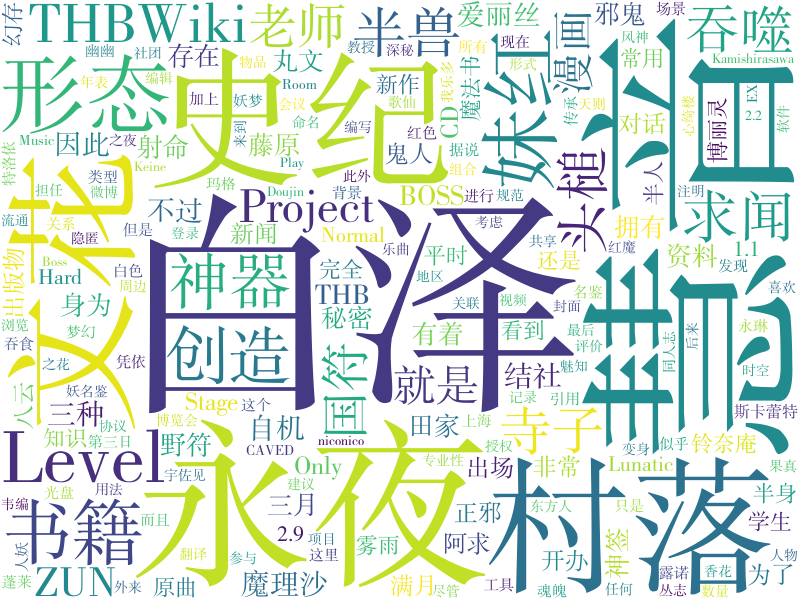 幻存
THBWiki
老师
半兽
爱丽丝
邪鬼
场景
吞噬
幽幽
社团
教授
深秘
所有
现在
风神
Kamishirasawa
形态
史纪
妹红
漫画
年表
编辑
物品
存在
丸文
新作
常用
加上
妖梦
Room
会议
歌仙
形式
我乐多
魔法书
传承
天则
心绮楼
EX
2.2
软件
因此
Music
来到
命名
编写
红色
CD
对话
博丽灵
特洛依
之夜
射命
藤原
鬼人
据说
Keine
玛格
此外
Play
组合
头槌
半人
注明
担任
类型
微博
Doujin
背景
进行
规范
BOSS
Project
求闻
文花
流通
关系
不过
新闻
Normal
考虑
拥有
隐匿
但是
登录
乐曲
共享
红魔
1.1
Boss
Hard
白色
周边
神器
完全
平时
还是
资料
发现
出版物
THB
地区
白泽
慧音
浏览
梦幻
身为
秘密
关联
视频
封面
名鉴
喜欢
吞食
之花
凭依
创造
有着
看到
最后
评价
魅知
同人志
后来
永琳
时空
八云
妖名鉴
三种
国符
就是
结社
Stage
这个
记录
引用
斯卡蕾特
协议
博览会
自机
田家
上海
寺子
知识
第三日
野符
niconico
CAVED
授权
变身
似乎
铃奈庵
果真
Level
永夜
村落
Only
专业性
非常
Lunatic
宇佐见
建议
出场
韦编
光盘
用法
三月
2.9
半身
书籍
项目
正邪
神签
只是
东方人
学生
人妖
而且
雾雨
阿求
开办
为了
人物
翻译
参与
这里
蓬莱
ZUN
外来
原曲
魔理沙
满月
尽管
工具
魂魄
任何
露诺
丛志
香花
数量